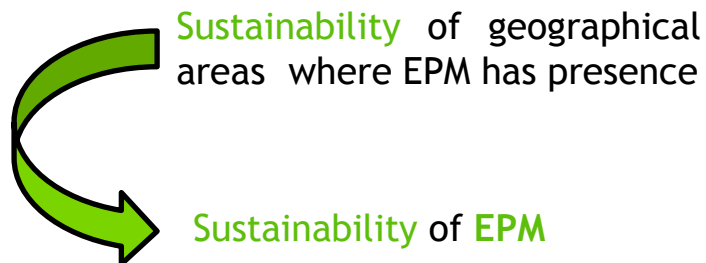 Sustainability of geographical
areas where EPM has presence
Sustainability of EPM